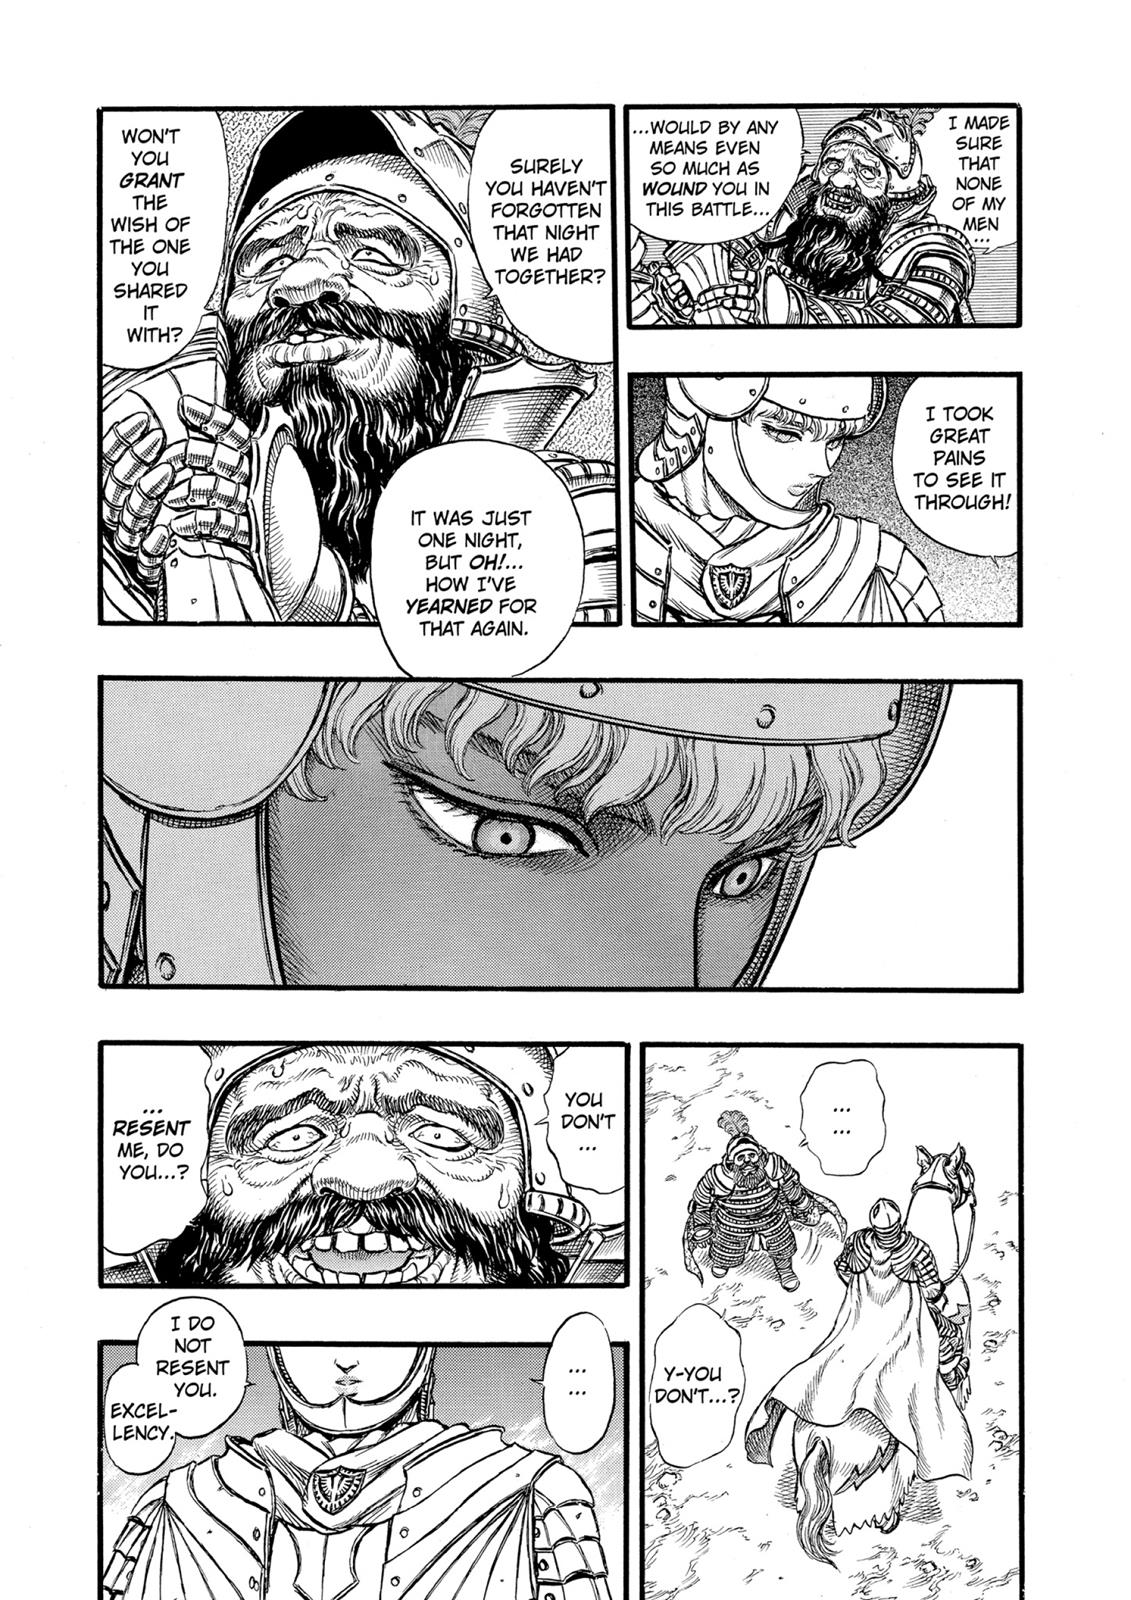 I MADE
SURE
THAT
NONE
OF MY
MEN
...
...WOULD BY ANY
MEANS EVEN
SO MUCH AS
WOUND YOU IN
THIS BATTLE...
I TOOK
GREAT
PAINS
TO SEE IT
THROUGH!
SURELY
YOU HAVEN'T
FORGOTTEN
THAT NIGHT
WE HAD
TOGETHER?
WON'T
YOU
GRANT
THE
WISH OF
THE ONE
YOU
SHARED
IT
WITH?
IT WAS JUST
ONE NIGHT,
BUT OH!...
HOW I'VE
YEARNED FOR
THAT AGAIN.
...
...
Y-YOU
DON'T...?
YOU
DON'T
...
...
RESENT
ME, DO
YOU...?
...
...
I DO
NOT
RESENT
YOU.
EXCEL-
LENCY.